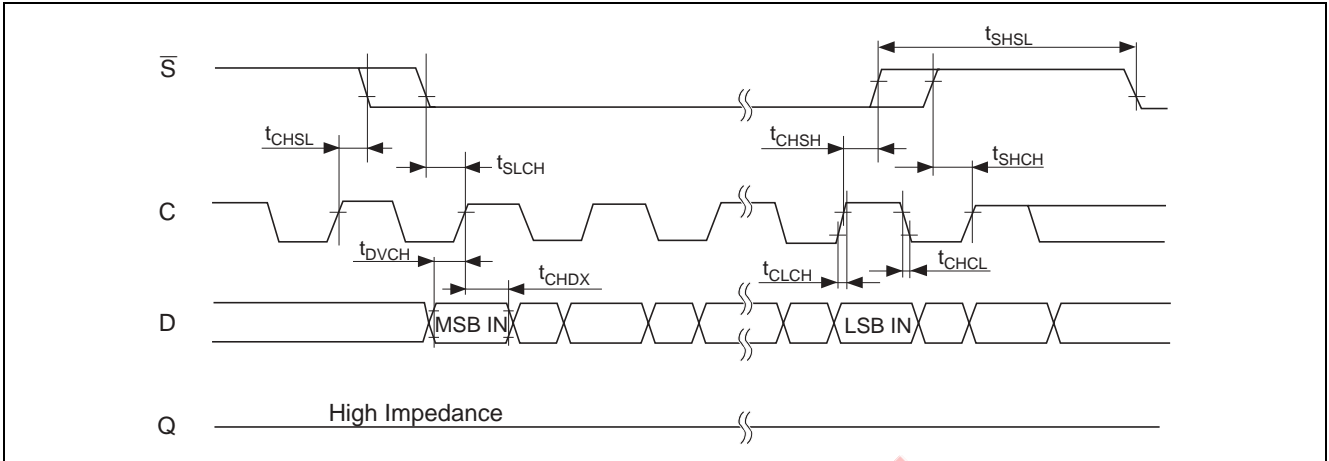 S̅
tSHSL
tCHSL
tSLCH
tCHSH
tSHCH
C
tDVCH
tCHDX
tCLCH
tCHCL
D
MSB IN
LSB IN
High Impedance
Q